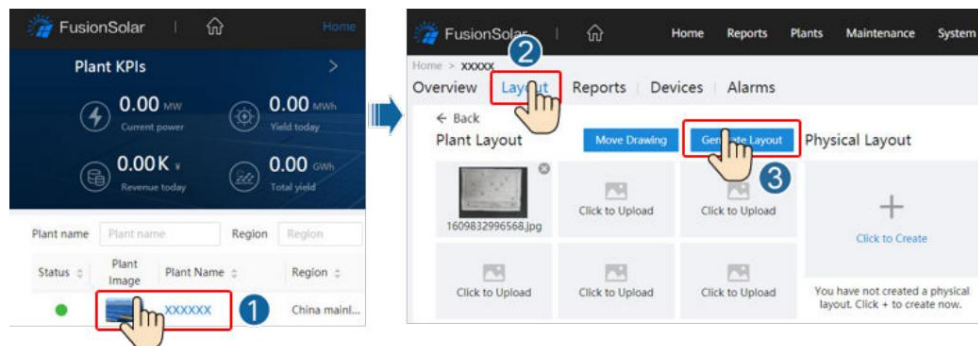 FusionSolar
Home
Plant KPIs >
0.00 MW
Current power
0.00 MWh
Yield today
0.00K ¥
Revenue today
0.00 GWh
Total yield
Plant name Plant name Region Region
Status Plant Image Plant Name Region
XXXXXX 1 China mainl...
FusionSolar Home Reports Plants Maintenance System
Home > XXXXX
2
Overview Layout Reports Devices Alarms
← Back
Plant Layout Move Drawing Generate Layout Physical Layout
3
Click to Upload Click to Upload
1609832996568.jpg
Click to Create
Click to Upload Click to Upload Click to Upload
You have not created a physical
layout. Click + to create now.